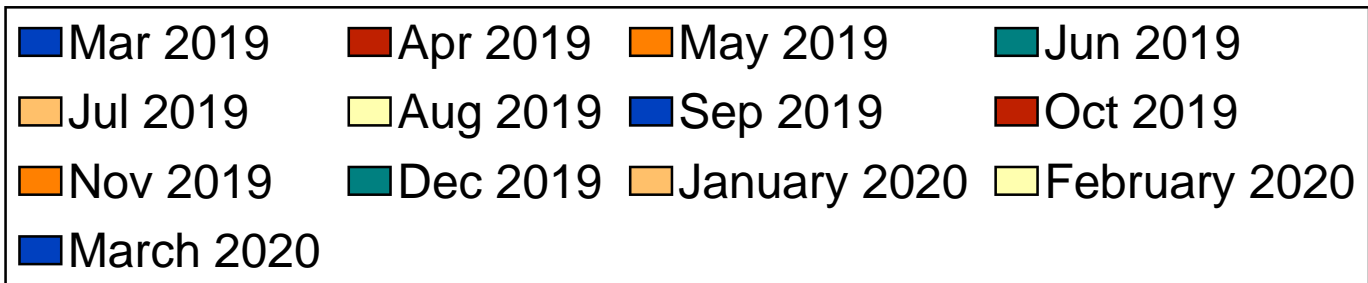 Mar 2019 Apr 2019 May 2019 Jun 2019
Jul 2019 Aug 2019 Sep 2019 Oct 2019
Nov 2019 Dec 2019 January 2020 February 2020
March 2020